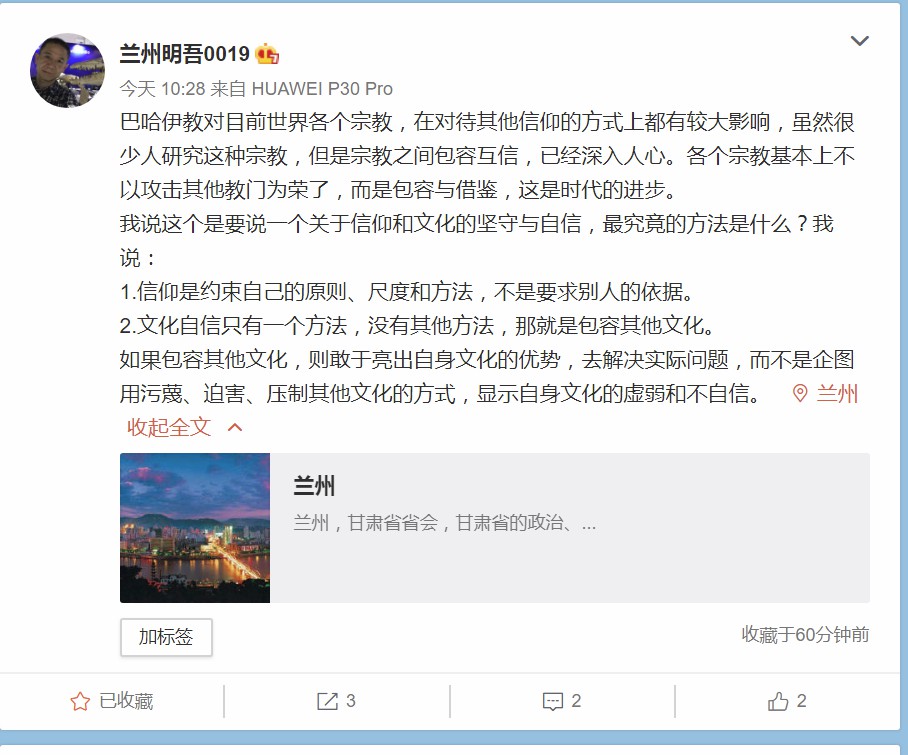 兰州明吾0019
今天 10:28 来自 HUAWEI P30 Pro
巴哈伊教对目前世界各个宗教，在对待其他信仰的方式上都有较大影响，虽然很
少人研究这种宗教，但是宗教之间包容互信，已经深入人心。各个宗教基本上不
以攻击其他教门为荣了，而是包容与借鉴，这是时代的进步。
我说这个是要说一个关于信仰和文化的坚守与自信，最究竟的方法是什么？我
说：
1.信仰是约束自己的原则、尺度和方法，不是要求别人的依据。
2.文化自信只有一个方法，没有其他方法，那就是包容其他文化。
如果包容其他文化，则敢于亮出自身文化的优势，去解决实际问题，而不是企图
用污蔑、迫害、压制其他文化的方式，显示自身文化的虚弱和不自信。 兰州
收起全文
兰州
兰州，甘肃省省会，甘肃省的政治、...
加标签
收藏于60分钟前
已收藏 3 2 2